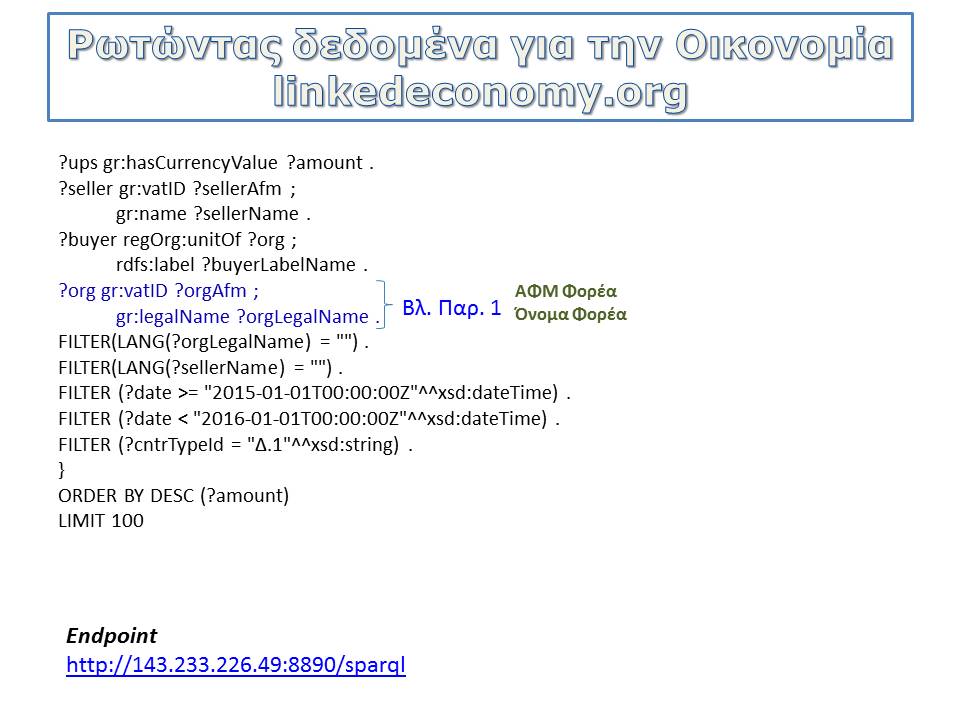 Ρωτώντας δεδομένα για την Οικονομία
linkedeconomy.org
?ups gr:hasCurrencyValue ?amount .
?seller gr:vatID ?sellerAfm ;
gr:name ?sellerName .
?buyer regOrg:unitOf ?org ;
rdfs:label ?buyerLabelName .
?org gr:vatID ?orgAfm ;
gr:legalName ?orgLegalName .
Βλ. Παρ. 1
ΑΦΜ Φορέα
Όνομα Φορέα
FILTER(LANG(?orgLegalName) = "") .
FILTER(LANG(?sellerName) = "") .
FILTER (?date >= "2015-01-01T00:00:00Z"^^xsd:dateTime) .
FILTER (?date < "2016-01-01T00:00:00Z"^^xsd:dateTime) .
FILTER (?cntrTypeId = "Δ.1"^^xsd:string) .
}
ORDER BY DESC (?amount)
LIMIT 100
Endpoint
http://143.233.226.49:8890/sparql